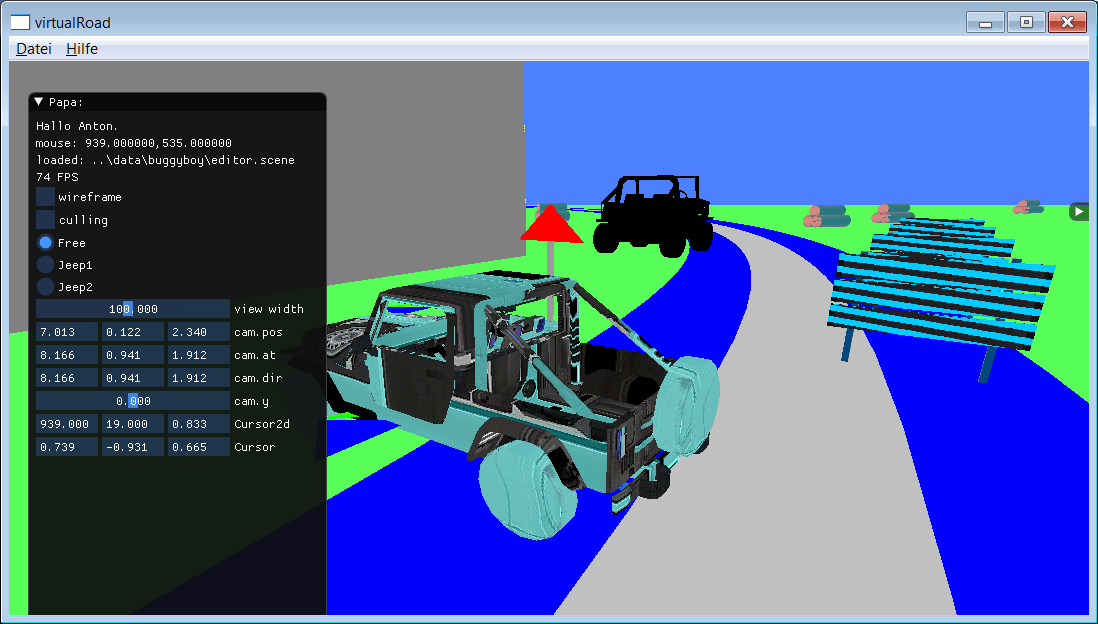 virtualRoad
Datei Hilfe
Papa:
Hallo Anton.
mouse: 939.000000,535.000000
loaded: ..\data\buggyboy\editor.scene
74 FPS
wireframe
culling
Free
Jeep1
Jeep2
100.000 view width
7.013 0.122 2.340 cam.pos
8.166 0.941 1.912 cam.at
8.166 0.941 1.912 cam.dir
0.000 cam.y
939.000 19.000 0.833 Cursor2d
0.739 -0.931 0.665 Cursor